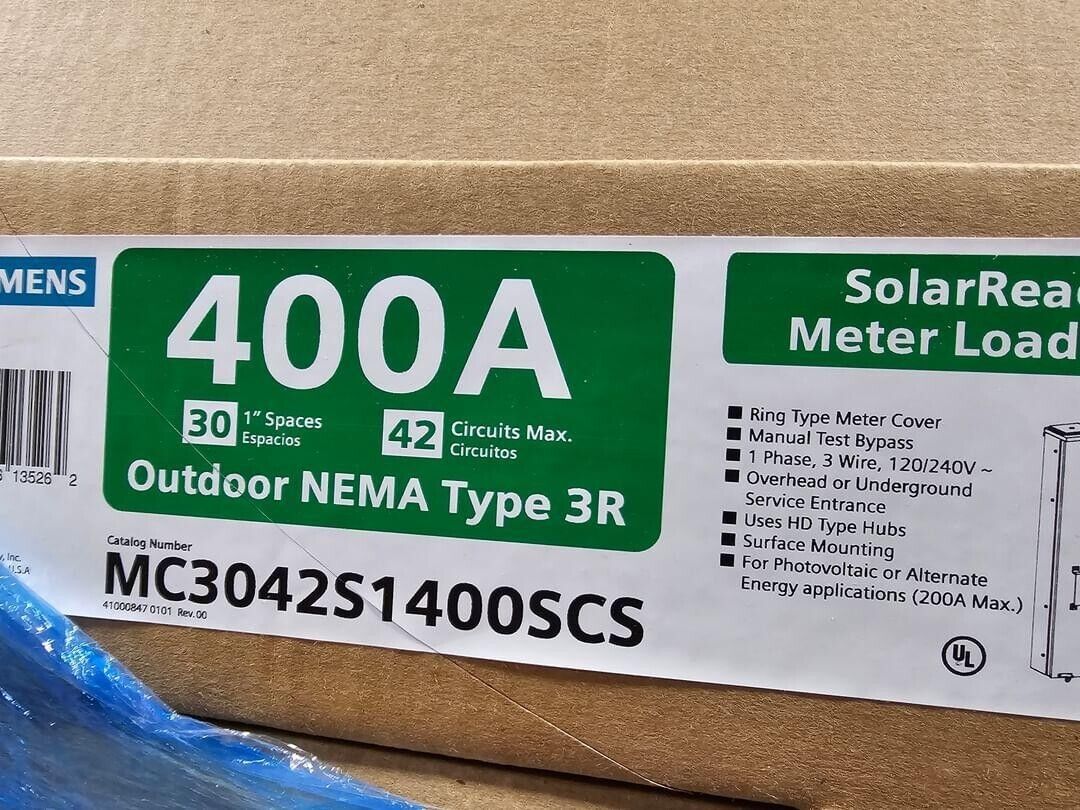 MENS
400A
30 1” Spaces
Espacios
42 Circuits Max.
Circuitos
Outdoor NEMA Type 3R
13526 2
, Inc.
U.S.A
Catalog Number
MC3042S1400SCS
41000847 0101 Rev.00
SolarRea
Meter Load
■ Ring Type Meter Cover
■ Manual Test Bypass
■ 1 Phase, 3 Wire, 120/240V ~
■ Overhead or Underground
Service Entrance
■ Uses HD Type Hubs
■ Surface Mounting
■ For Photovoltaic or Alternate
Energy applications (200A Max.)
UL